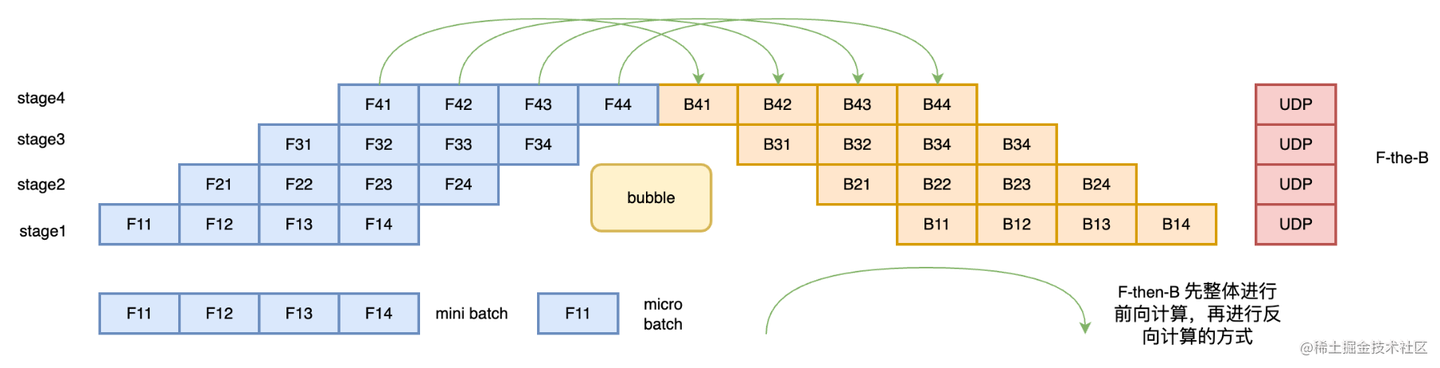 stage4
F41 F42 F43 F44 B41 B42 B43 B44 UDP
stage3
F31 F32 F33 F34 B31 B32 B34 B34 UDP
F-the-B
stage2
F21 F22 F23 F24 bubble B21 B22 B23 B24 UDP
stage1
F11 F12 F13 F14 B11 B12 B13 B14 UDP
F11 F12 F13 F14 mini batch
F11
micro
batch
F-then-B 先整体进行
前向计算，再进行反
向计算的方式
@稀土掘金技术社区